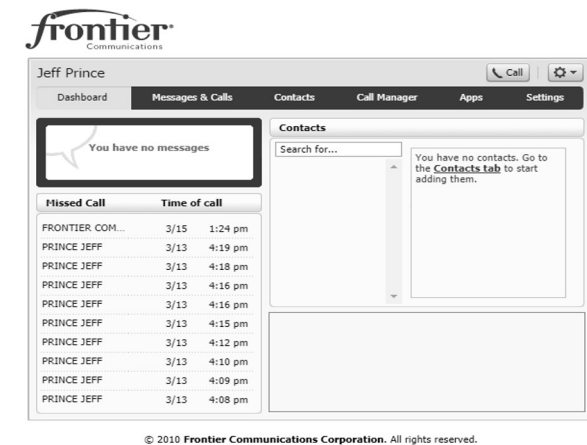 frontier
Communications
Jeff Prince
Call
Dashboard Messages & Calls Contacts Call Manager Apps Settings
You have no messages
Missed Call Time of call
FRONTIER COM... 3/15 1:24 pm
PRINCE JEFF 3/13 4:19 pm
PRINCE JEFF 3/13 4:18 pm
PRINCE JEFF 3/13 4:16 pm
PRINCE JEFF 3/13 4:16 pm
PRINCE JEFF 3/13 4:15 pm
PRINCE JEFF 3/13 4:12 pm
PRINCE JEFF 3/13 4:10 pm
PRINCE JEFF 3/13 4:09 pm
PRINCE JEFF 3/13 4:08 pm
Contacts
Search for...
You have no contacts. Go to
the Contacts tab to start
adding them.
© 2010 Frontier Communications Corporation. All rights reserved.